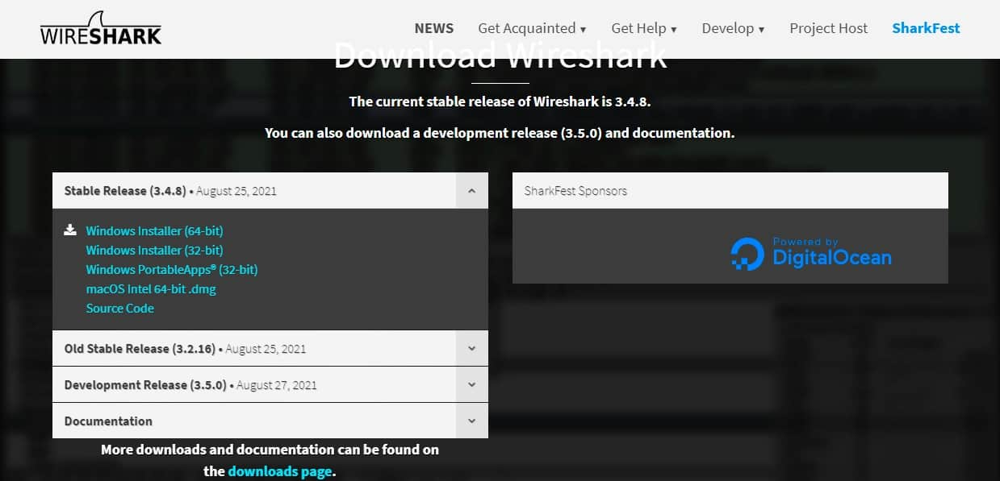 WIRESHARK
NEWS Get Acquainted ▾ Get Help ▾ Develop ▾ Project Host SharkFest
Download Wireshark
The current stable release of Wireshark is 3.4.8.
You can also download a development release (3.5.0) and documentation.
Stable Release (3.4.8) • August 25, 2021
Windows Installer (64-bit)
Windows Installer (32-bit)
Windows PortableApps® (32-bit)
macOS Intel 64-bit .dmg
Source Code
Old Stable Release (3.2.16) • August 25, 2021
Development Release (3.5.0) • August 27, 2021
Documentation
More downloads and documentation can be found on
the downloads page.
SharkFest Sponsors
Powered by
DigitalOcean